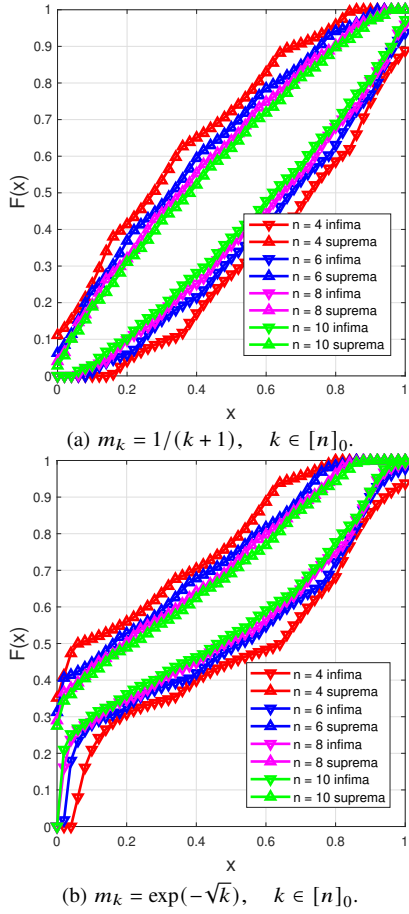 1
0.9
0.8
0.7
0.6
0.5
0.4
0.3
0.2
0.1
0
F(x)
n = 4 infima
n = 4 suprema
n = 6 infima
n = 6 suprema
n = 8 infima
n = 8 suprema
n = 10 infima
n = 10 suprema
0 0.2 0.4 0.6 0.8 1
x
(a) $m_k = 1/(k+1), \quad k \in [n]_0.$
1
0.9
0.8
0.7
0.6
0.5
0.4
0.3
0.2
0.1
0
F(x)
n = 4 infima
n = 4 suprema
n = 6 infima
n = 6 suprema
n = 8 infima
n = 8 suprema
n = 10 infima
n = 10 suprema
0 0.2 0.4 0.6 0.8 1
x
(b) $m_k = \exp(-\sqrt{k}), \quad k \in [n]_0.$